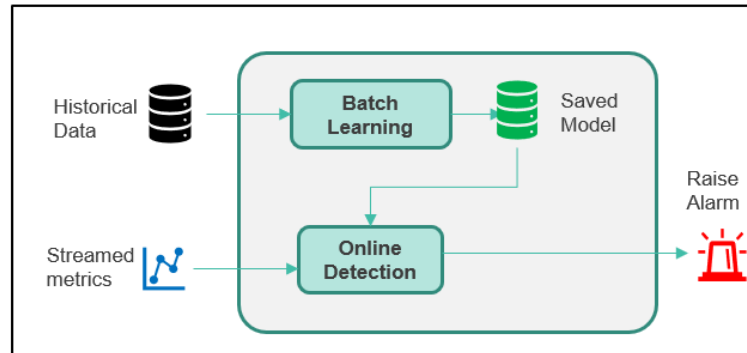 Historical
Data
Batch
Learning
Saved
Model
Raise
Alarm
Streamed
metrics
Online
Detection